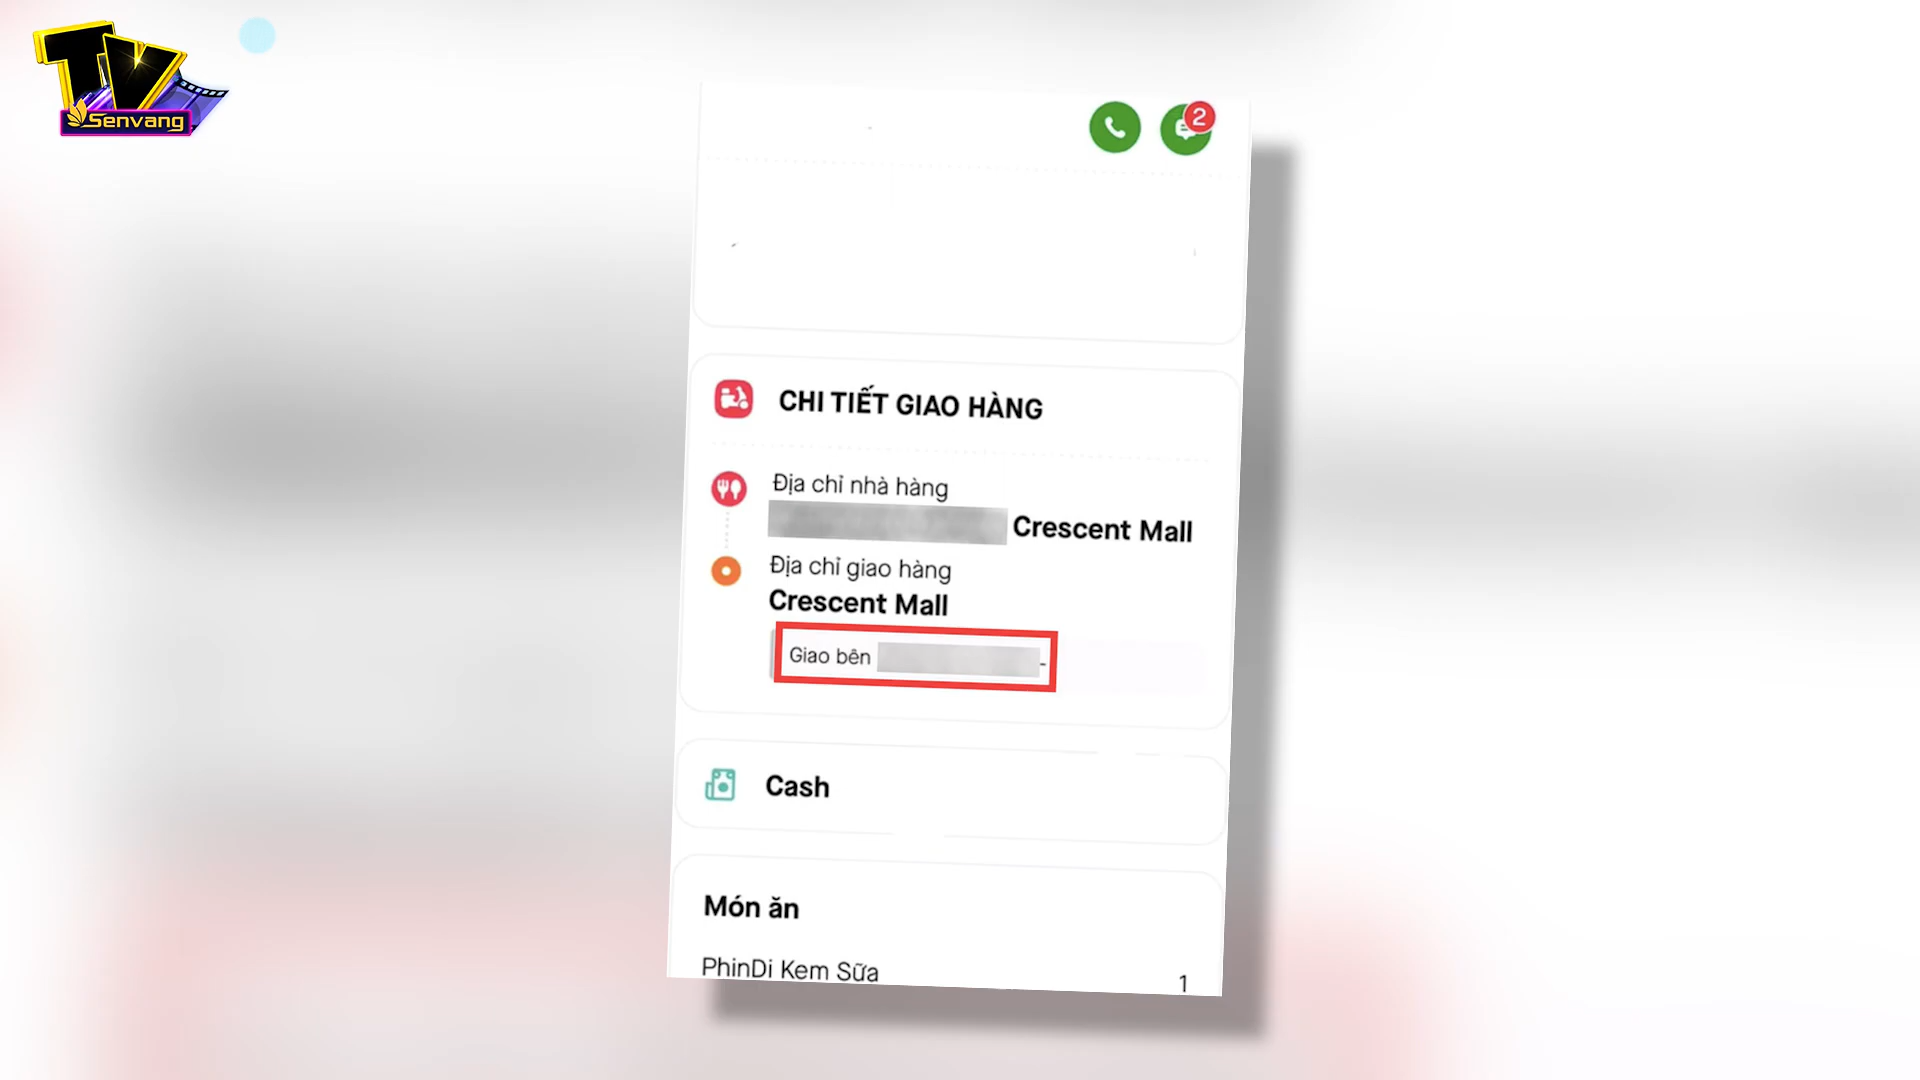 TV
Senvang
2
CHI TIẾT GIAO HÀNG
Địa chỉ nhà hàng
Crescent Mall
Địa chỉ giao hàng
Crescent Mall
Giao bên
Cash
Món ăn
PhinDi Kem Sữa
1